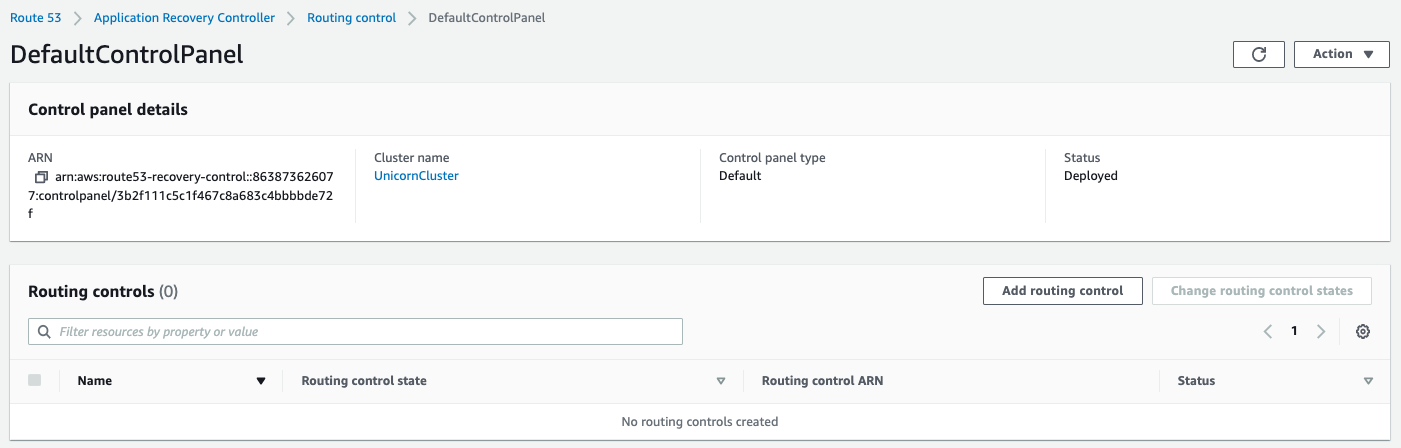 Route 53 Application Recovery Controller Routing control DefaultControlPanel
DefaultControlPanel
Action
Control panel details
ARN
arn:aws:route53-recovery-control::86387362607
7:controlpanel/3b2f111c5c1f467c8a683c4bbbbde72
f
Cluster name
UnicornCluster
Control panel type
Default
Status
Deployed
Routing controls (0)
Add routing control
Change routing control states
Filter resources by property or value
1
Name Routing control state Routing control ARN Status
No routing controls created